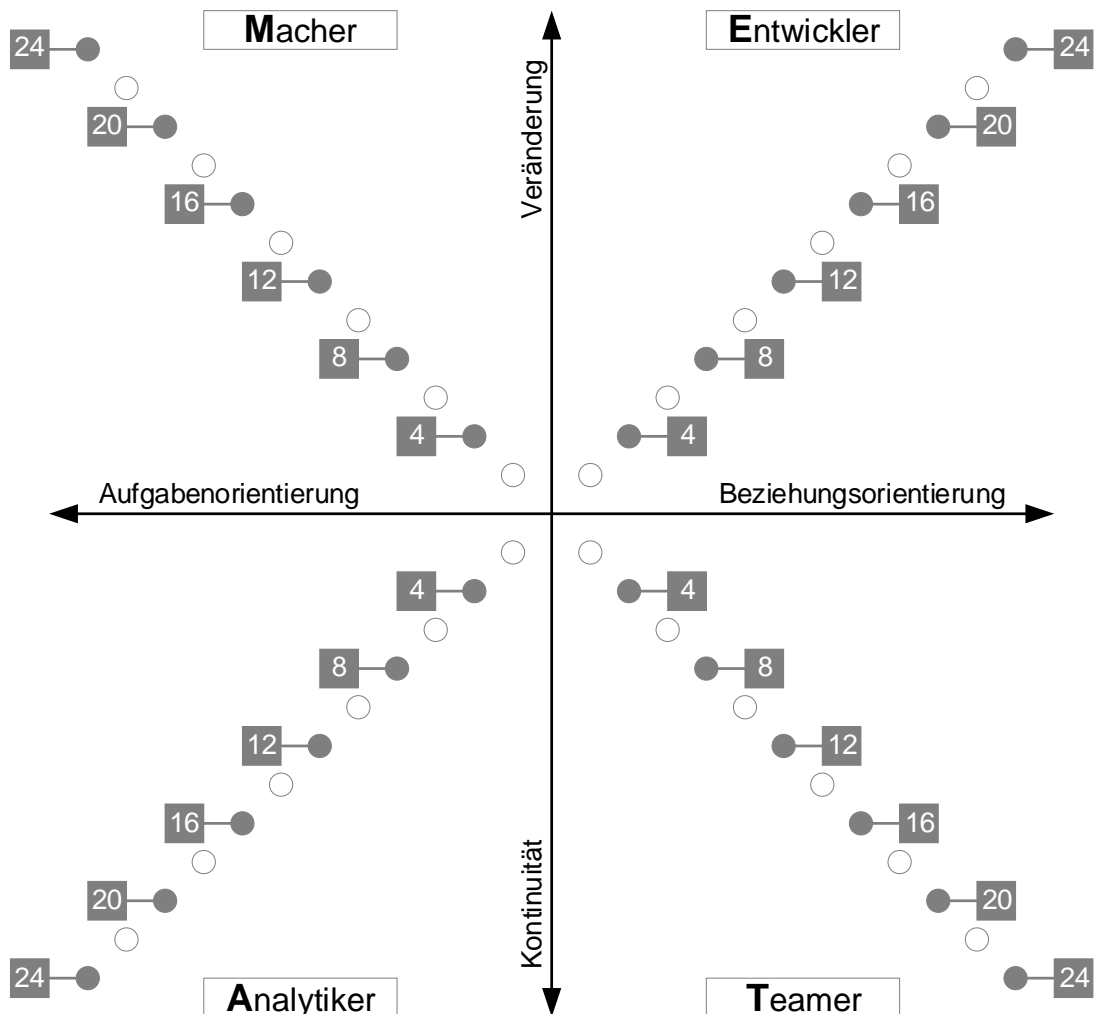 Macher Entwickler
24 24
20 20
Veränderung
16 16
12 12
8 8
4 4
Aufgabenorientierung Beziehungsorientierung
4 4
8 8
12 12
16 16
Kontinuität
20 20
24 24
Analytiker Teamer